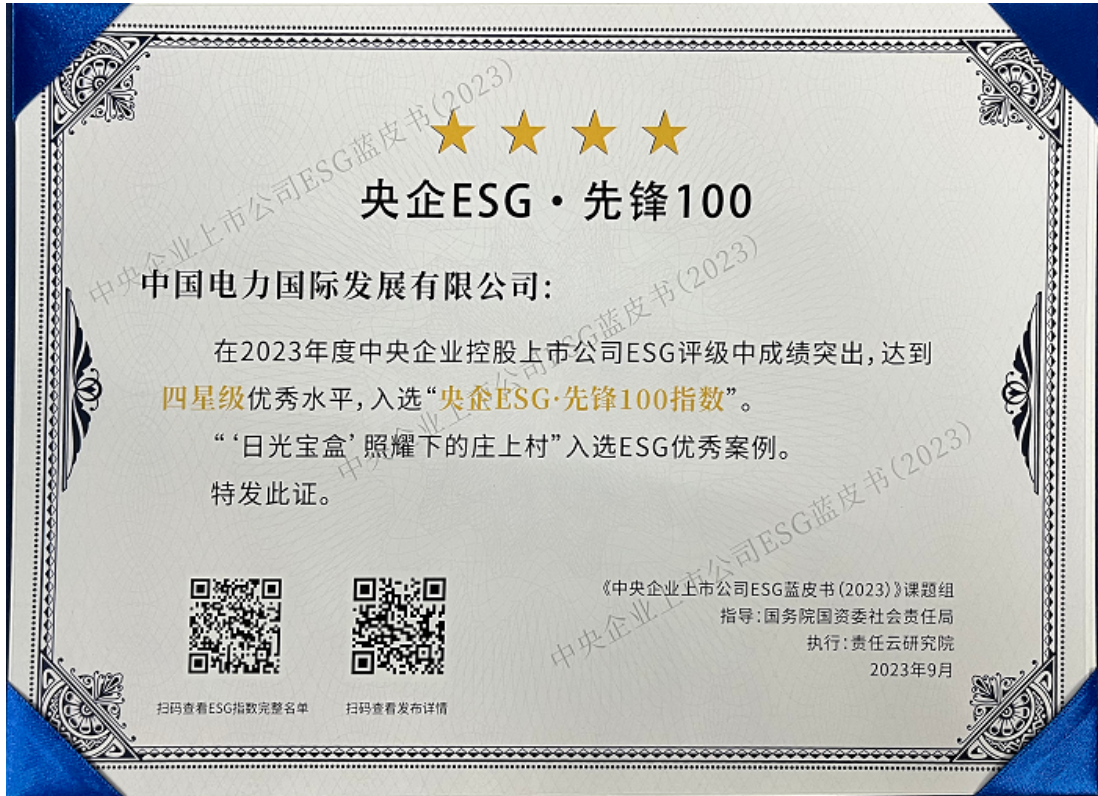 央企ESG·先锋100
中国电力国际发展有限公司:
在2023年度中央企业控股上市公司ESG评级中成绩突出,达到
四星级优秀水平,入选“央企ESG·先锋100指数”。
“‘日光宝盒’照耀下的庄上村”入选ESG优秀案例。
特发此证。
《中央企业上市公司ESG蓝皮书(2023)》课题组
指导:国务院国资委社会责任局
执行:责任云研究院
2023年9月
扫码查看ESG指数完整名单
扫码查看发布详情
中央企业上市公司ESG蓝皮书(2023)
中央企业上市公司ESG蓝皮书(2023)
中央企业上市公司ESG蓝皮书(2023)